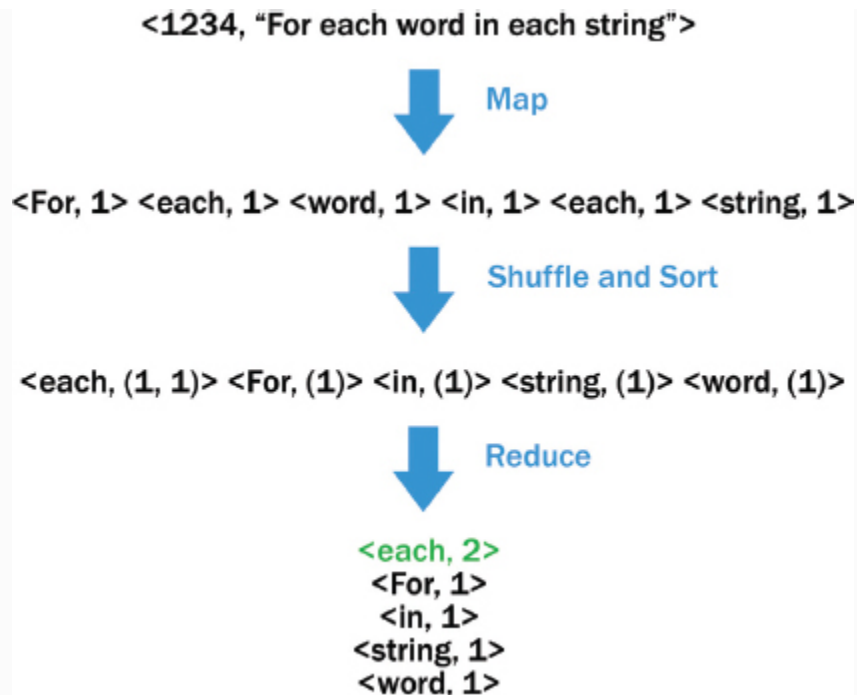 <1234, “For each word in each string”>
Map
<For, 1> <each, 1> <word, 1> <in, 1> <each, 1> <string, 1>
Shuffle and Sort
<each, (1, 1)> <For, (1)> <in, (1)> <string, (1)> <word, (1)>
Reduce
<each, 2>
<For, 1>
<in, 1>
<string, 1>
<word, 1>